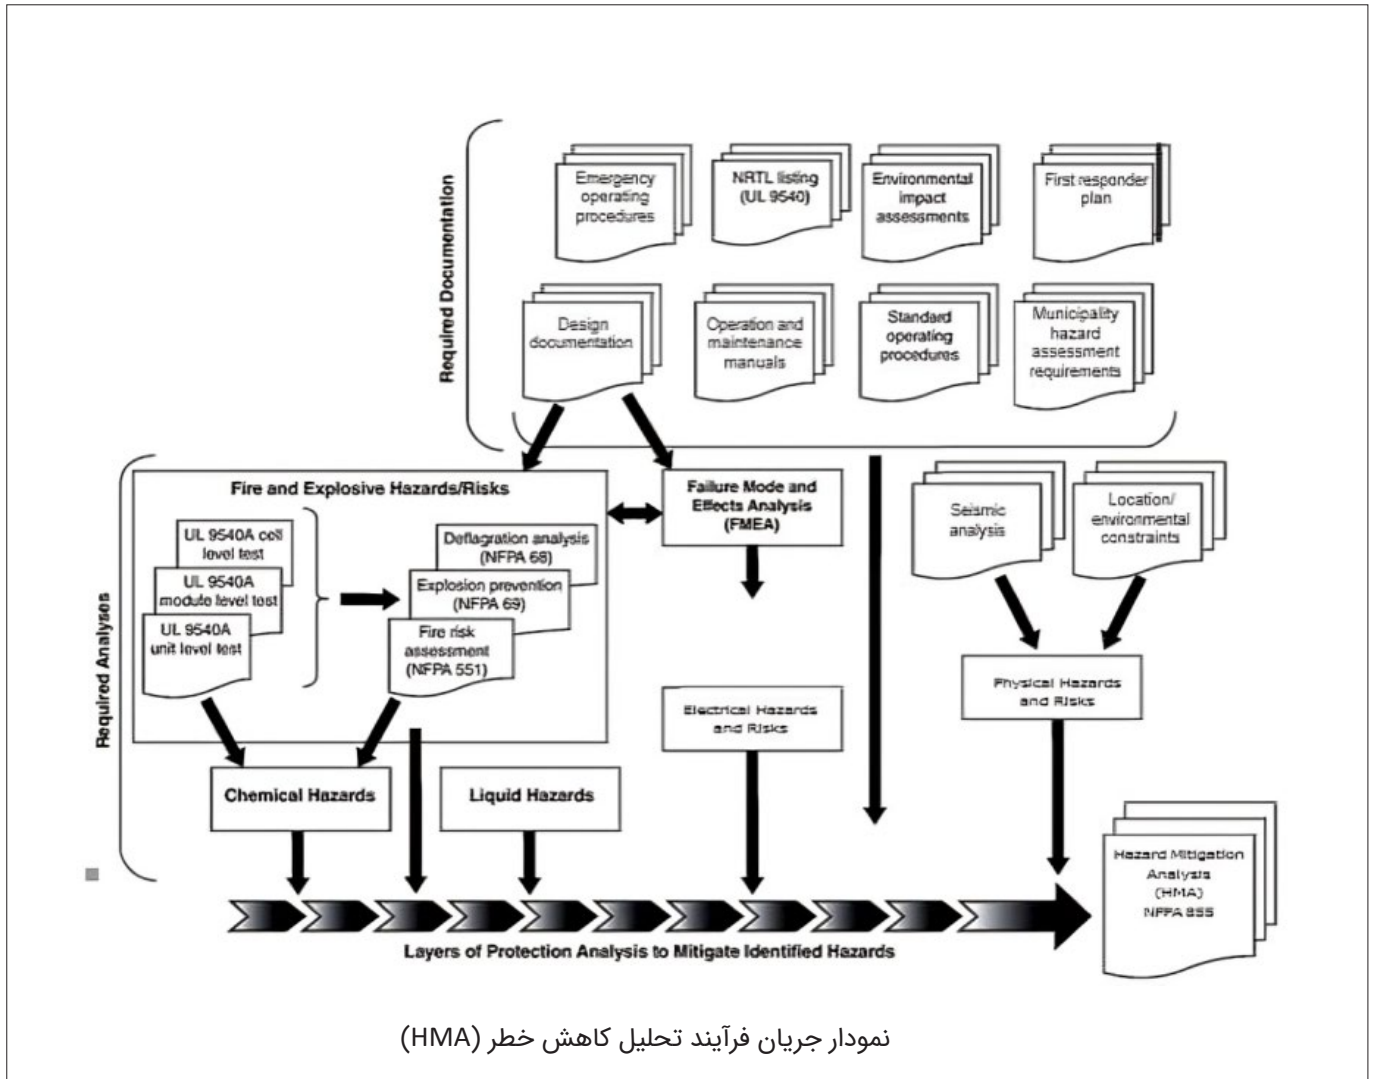 Required Documentation
Emergency
operating
procedures
NRTL listing
(UL 9540)
Environmental
impact
assessments
First responder
plan
Design
documentation
Operation and
maintenance
manuals
Standard
operating
procedures
Municipality
hazard
assessment
requirements
Required Analyses
Fire and Explosive Hazards/Risks
UL 9540A cell
level test
UL 9540A
module level test
UL 9540A
unit level test
Deflagration analysis
(NFPA 68)
Explosion prevention
(NFPA 69)
Fire risk
assessment
(NFPA 551)
Failure Mode and
Effects Analysis
(FMEA)
Seismic
analysis
Location/
environmental
constraints
Electrical Hazards
and Risks
Physical Hazards
and Risks
Chemical Hazards
Liquid Hazards
Hazard Mitigation
Analysis
(HMA)
NFPA 855
Layers of Protection Analysis to Mitigate Identified Hazards
نمودار جریان فرآیند تحلیل کاهش خطر (HMA)